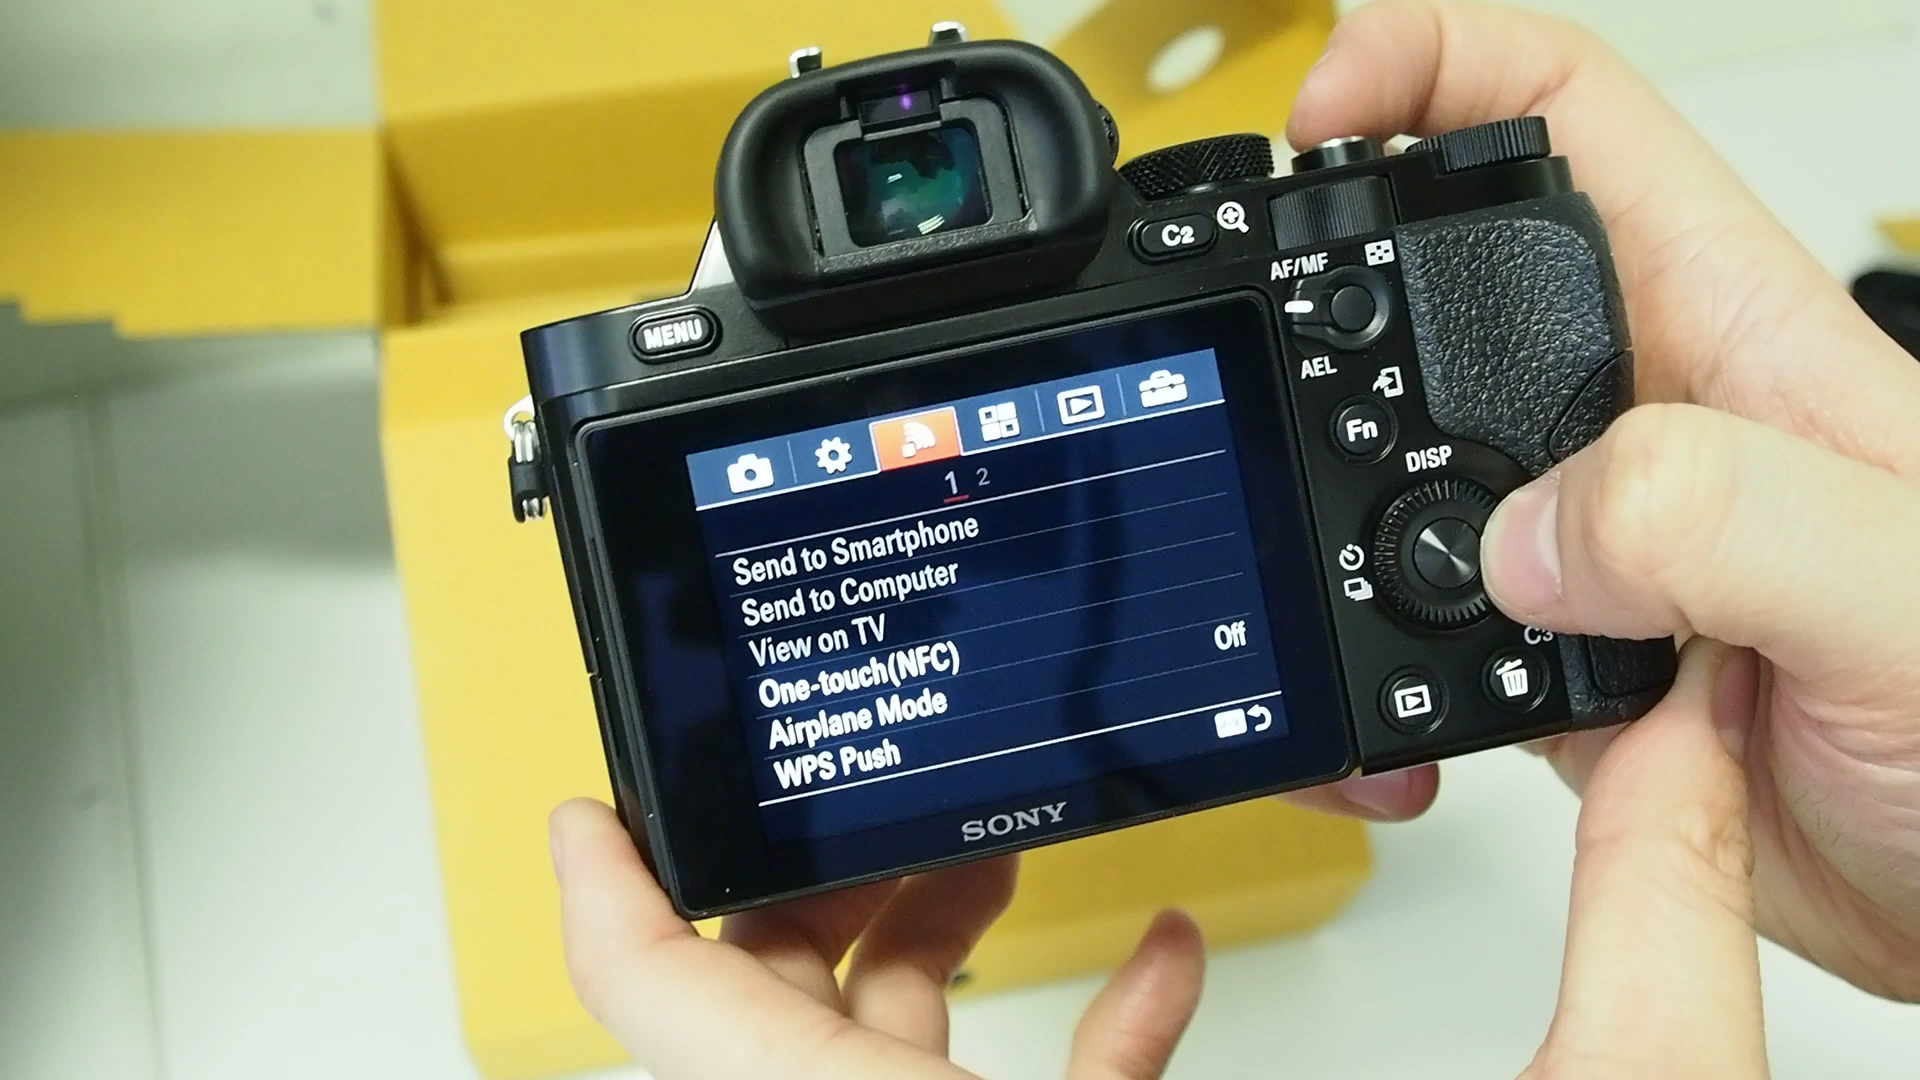 C2
AF/MF
MENU
AEL
Fn
DISP
1 2
Send to Smartphone
Send to Computer
View on TV
One-touch(NFC)
Airplane Mode Off
WPS Push
C3
SONY